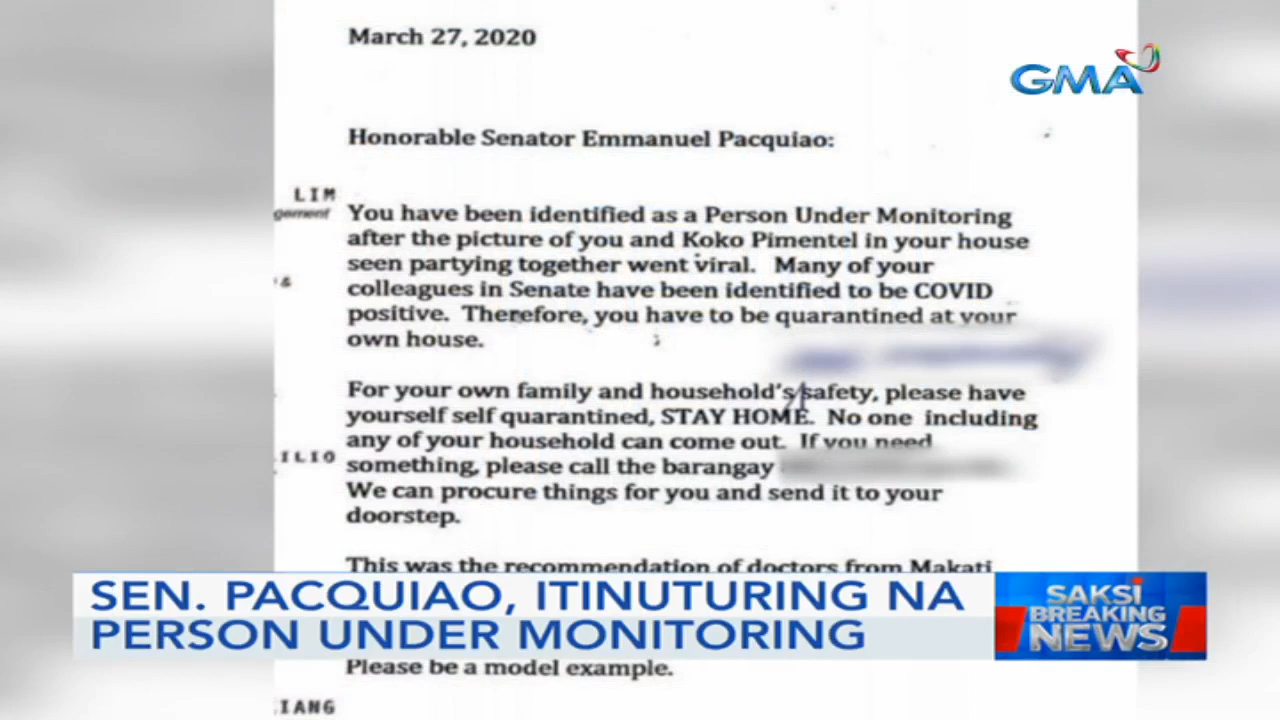 March 27, 2020
GMA
Honorable Senator Emmanuel Pacquiao:
LIM
gement
You have been identified as a Person Under Monitoring
after the picture of you and Koko Pimentel in your house
seen partying together went viral. Many of your
colleagues in Senate have been identified to be COVID
positive. Therefore, you have to be quarantined at your
own house.
For your own family and household's safety, please have
yourself self quarantined, STAY HOME. No one including
any of your household can come out. If you need
ILIO
something, please call the barangay
We can procure things for you and send it to your
doorstep.
This was the recommendation of doctors from Makati
SEN. PACQUIAO, ITINUTURING NA
PERSON UNDER MONITORING
SAKSI
BREAKING
NEWS
Please be a model example.
IANG